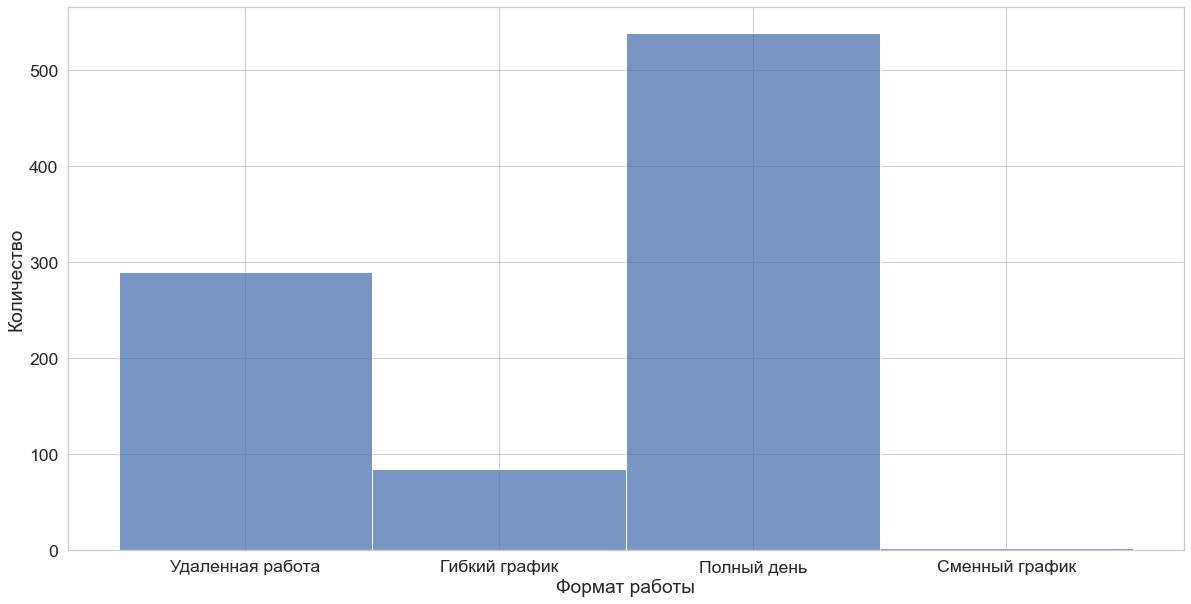 Количество
500
400
300
200
100
0
Удаленная работа
Гибкий график
Полный день
Сменный график
Формат работы